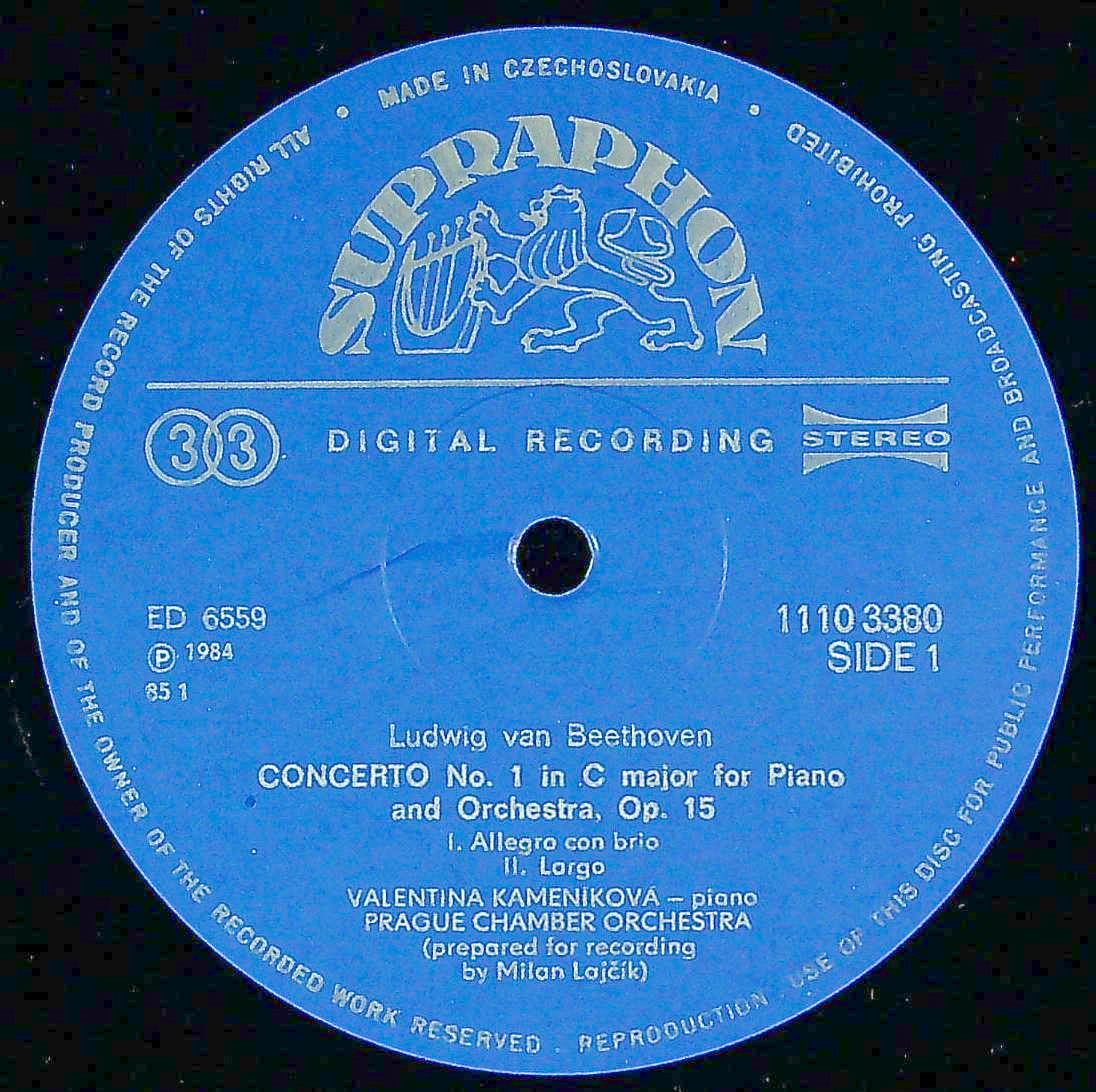 MADE IN CZECHOSLOVAKIA
SUPRAPHON
33 DIGITAL RECORDING STEREO
ED 6559
Ⓟ 1984
85 1
1110 3380
SIDE 1
Ludwig van Beethoven
CONCERTO No. 1 in C major for Piano
and Orchestra, Op. 15
I. Allegro con brio
II. Largo
VALENTINA KAMENÍKOVÁ – piano
PRAGUE CHAMBER ORCHESTRA
(prepared for recording
by Milan Lajčík)
ALL RIGHTS OF THE RECORD PRODUCER AND OF THE OWNER OF THE RECORDED WORK RESERVED . REPRODUCTION . USE OF THIS DISC FOR PUBLIC PERFORMANCE AND BROADCASTING PROHIBITED